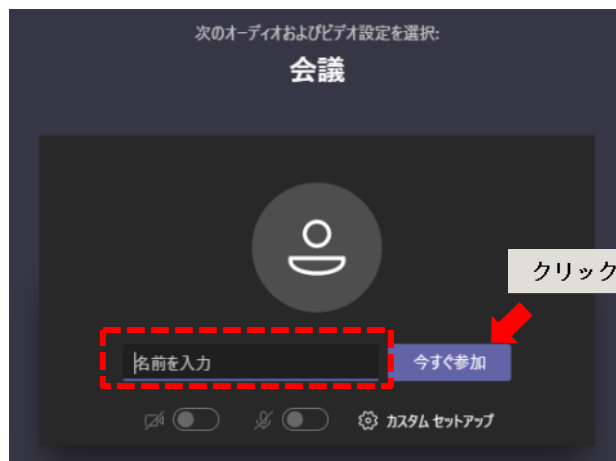 次のオーディオおよびビデオ設定を選択:
会議
クリック
名前を入力
今すぐ参加
カスタム セットアップ